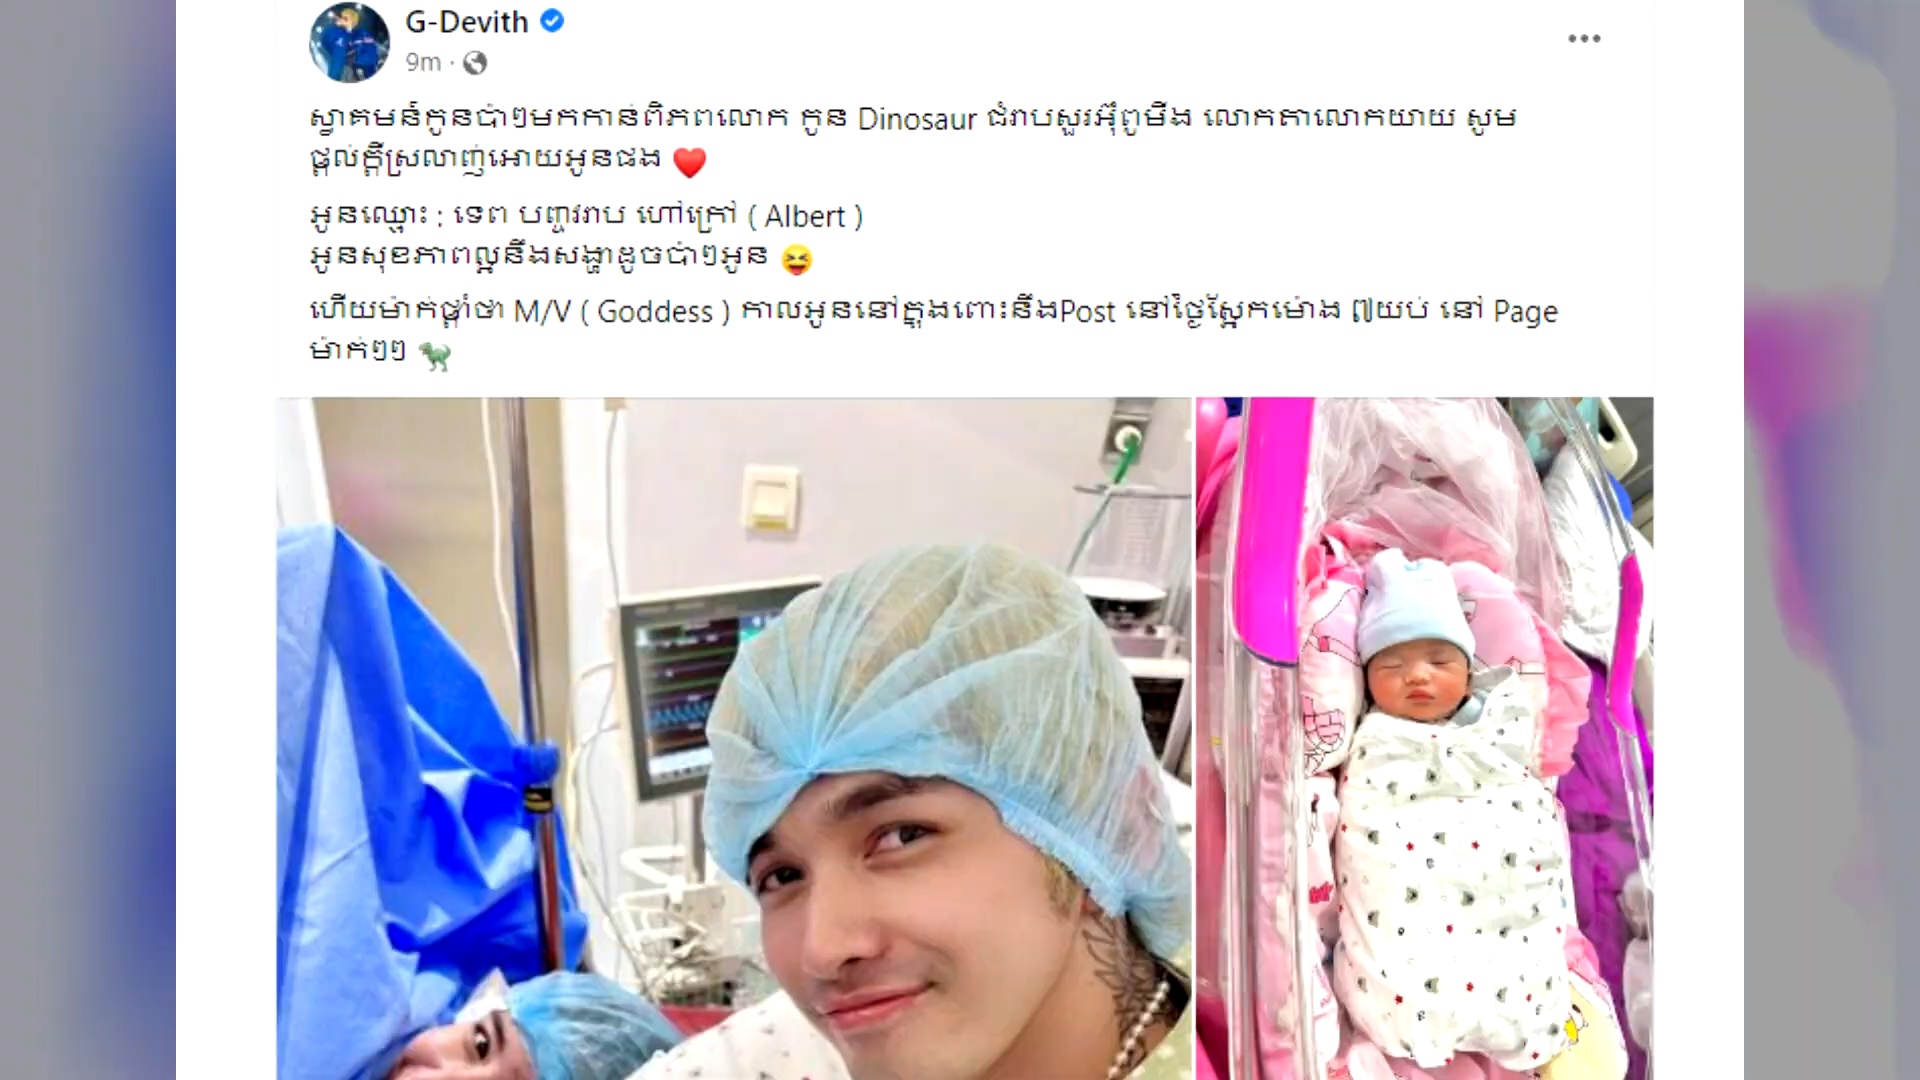 G-Devith
9m ·
ស្វាគមន៍កូនប៉ាៗមកកាន់ពិភពលោក កូន Dinosaur ជំរាបសួរអ៊ុំពូមីង លោកតាលោកយាយ សូម
ផ្តល់ក្តីស្រលាញ់អោយអូនផង ❤️
អូនឈ្មោះ : ទេព បញ្ចវរាប ហៅក្រៅ ( Albert )
អូនសុខភាពល្អនឹងសង្ហាដូចប៉ាៗអូន 😝
ហើយម៉ាក់ផ្តាំថា M/V ( Goddess ) កាលអូននៅក្នុងពោះនឹងPost នៅថ្ងៃស្អែកម៉ោង ៧យប់ នៅ Page
ម៉ាក់ៗៗ 🦖